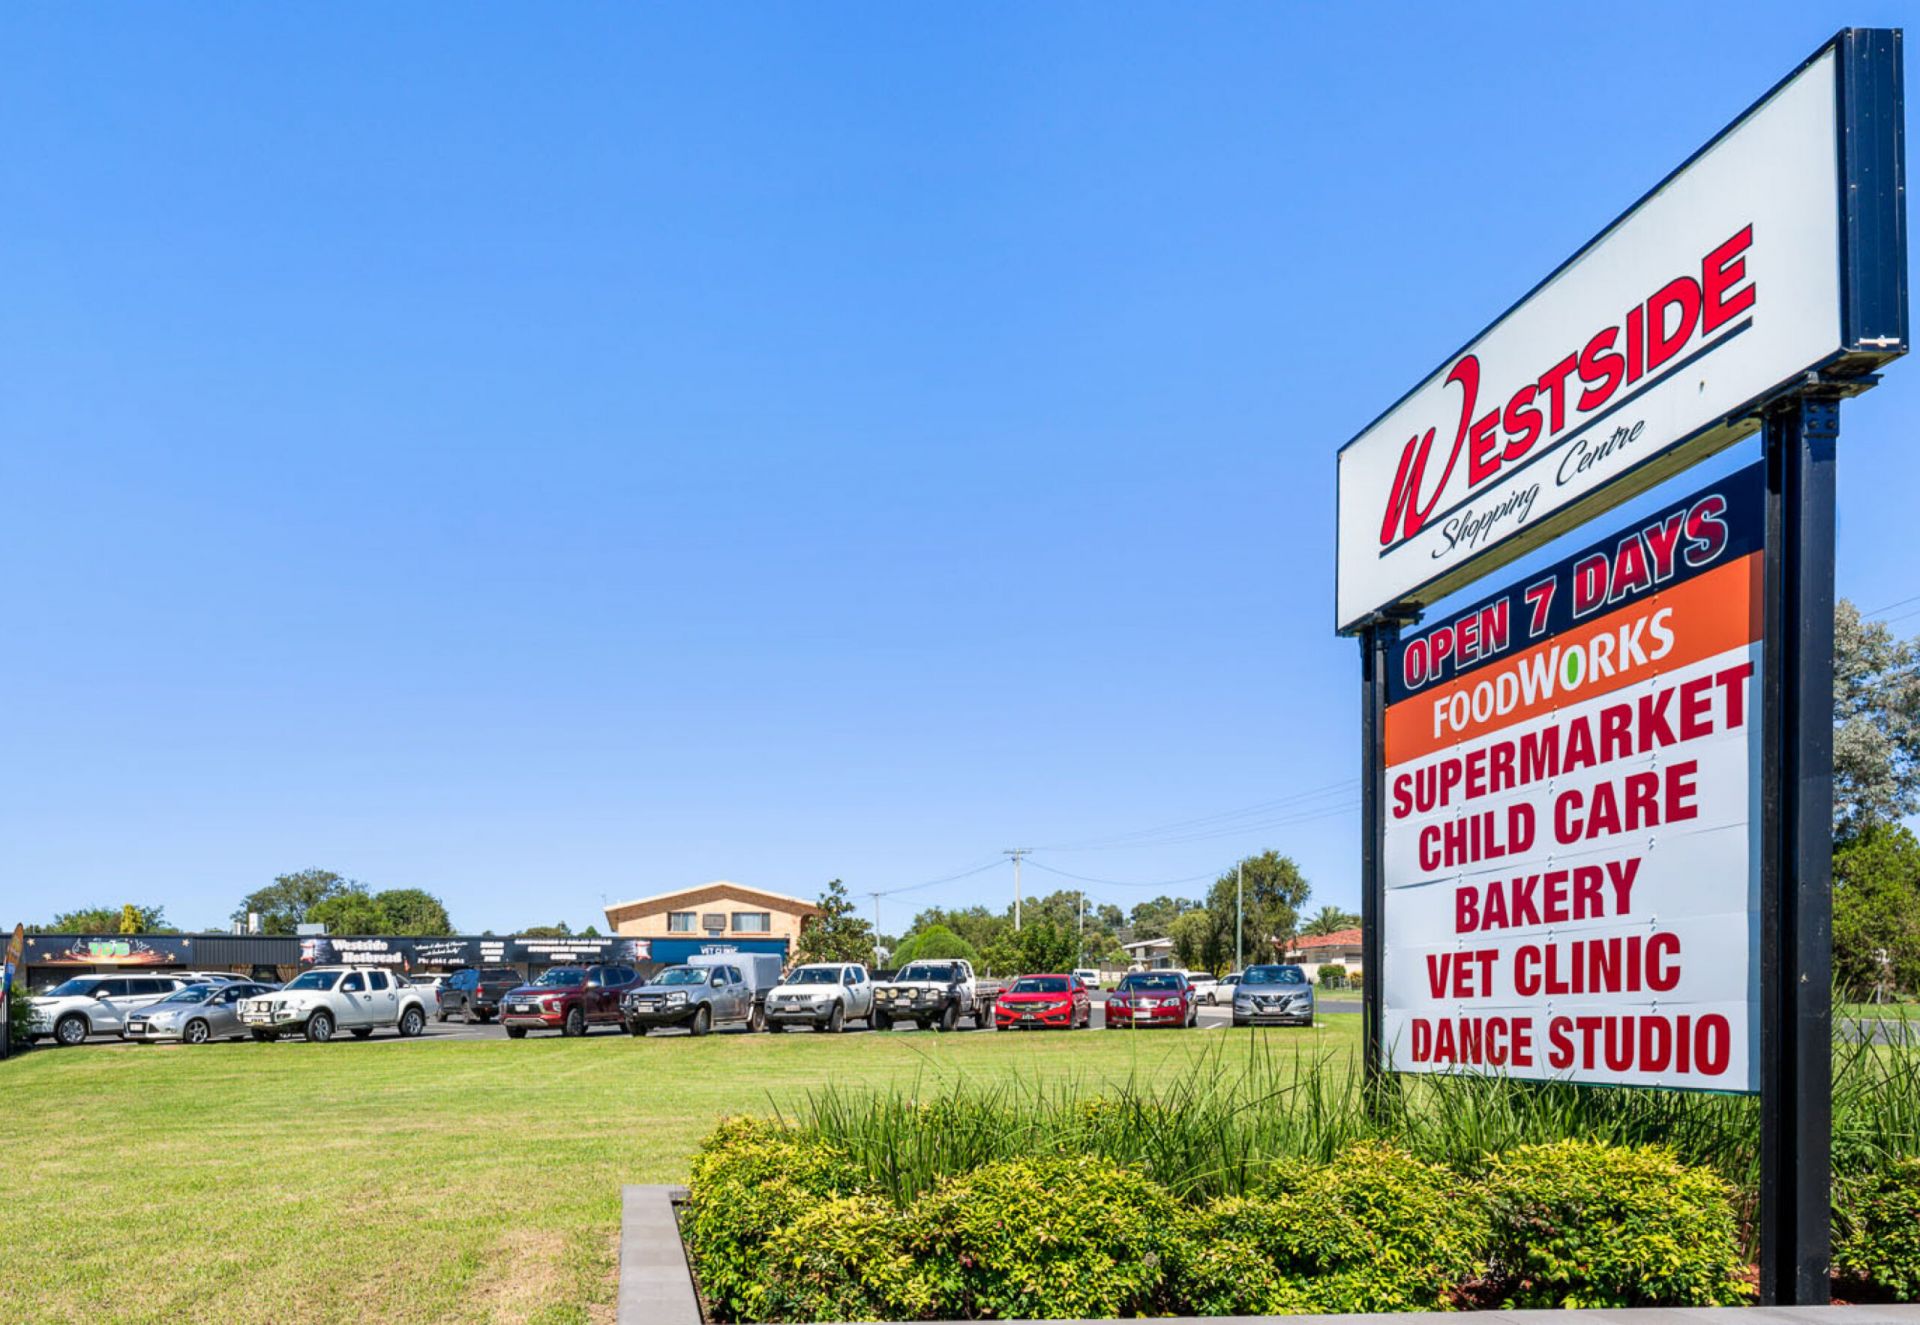 WESTSIDE
Shopping Centre
OPEN 7 DAYS
FOODWORKS
SUPERMARKET
CHILD CARE
BAKERY
VET CLINIC
DANCE STUDIO
Westside
Hotbread
VET CLINIC